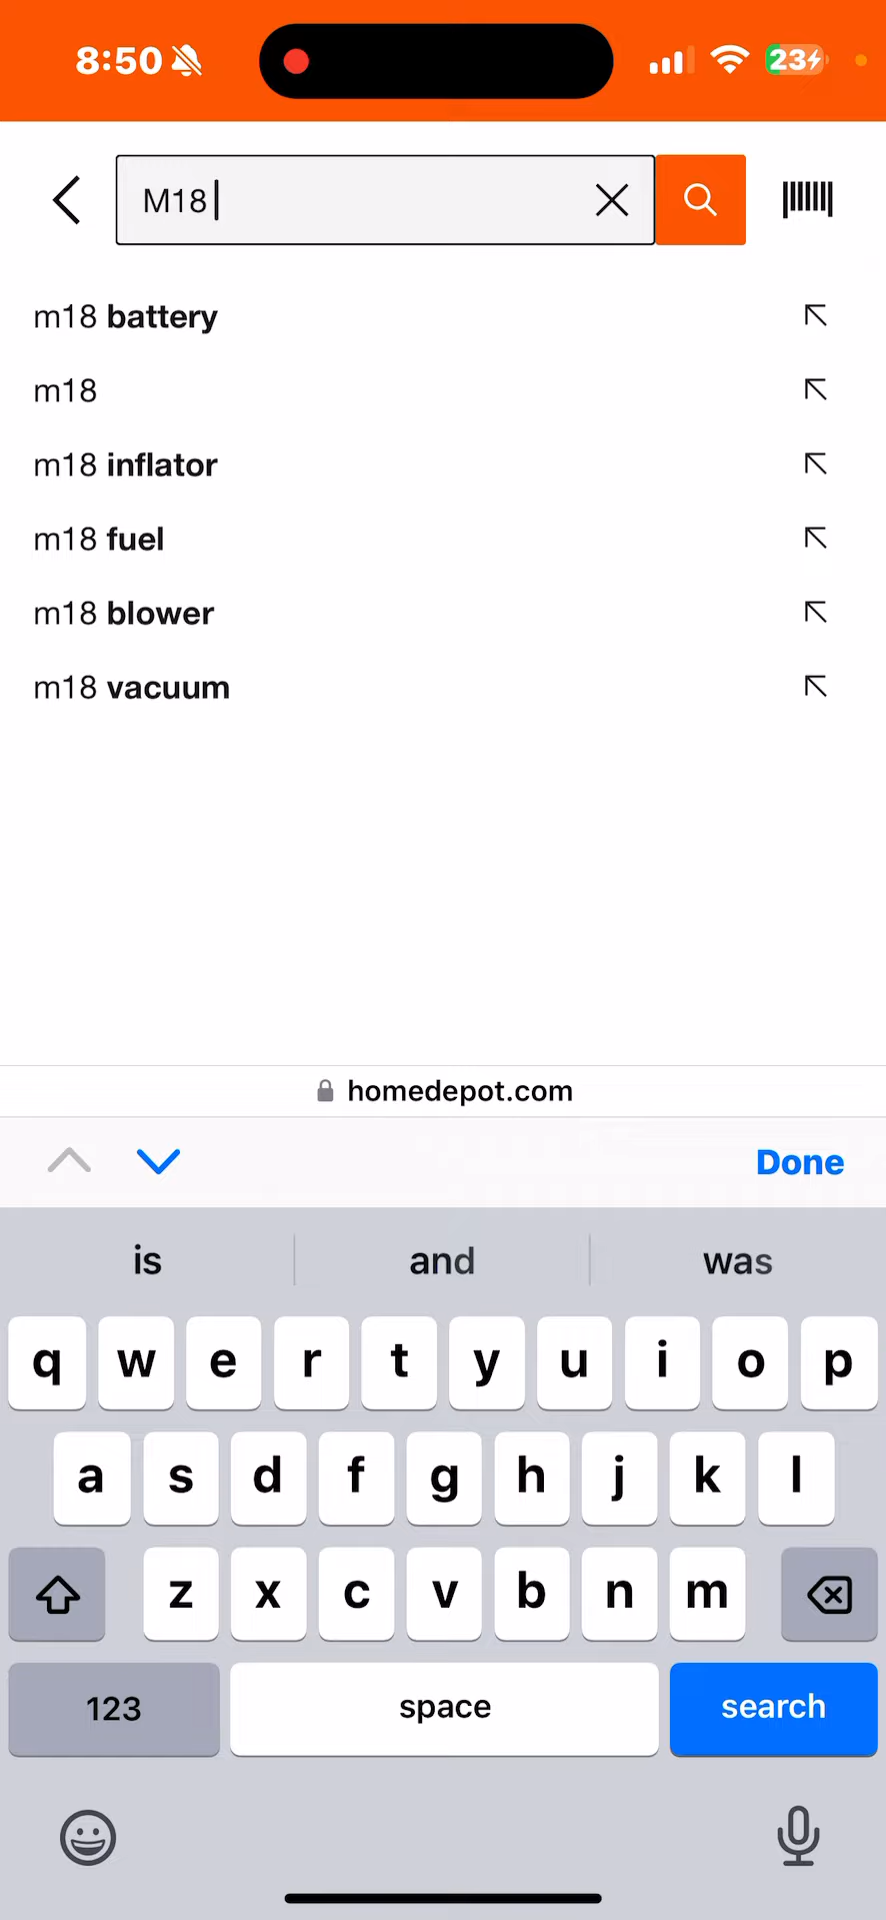 8:50
23
M18
m18 battery
m18
m18 inflator
m18 fuel
m18 blower
m18 vacuum
homedepot.com
Done
is and was
q w e r t y u i o p
a s d f g h j k l
z x c v b n m
123 space search